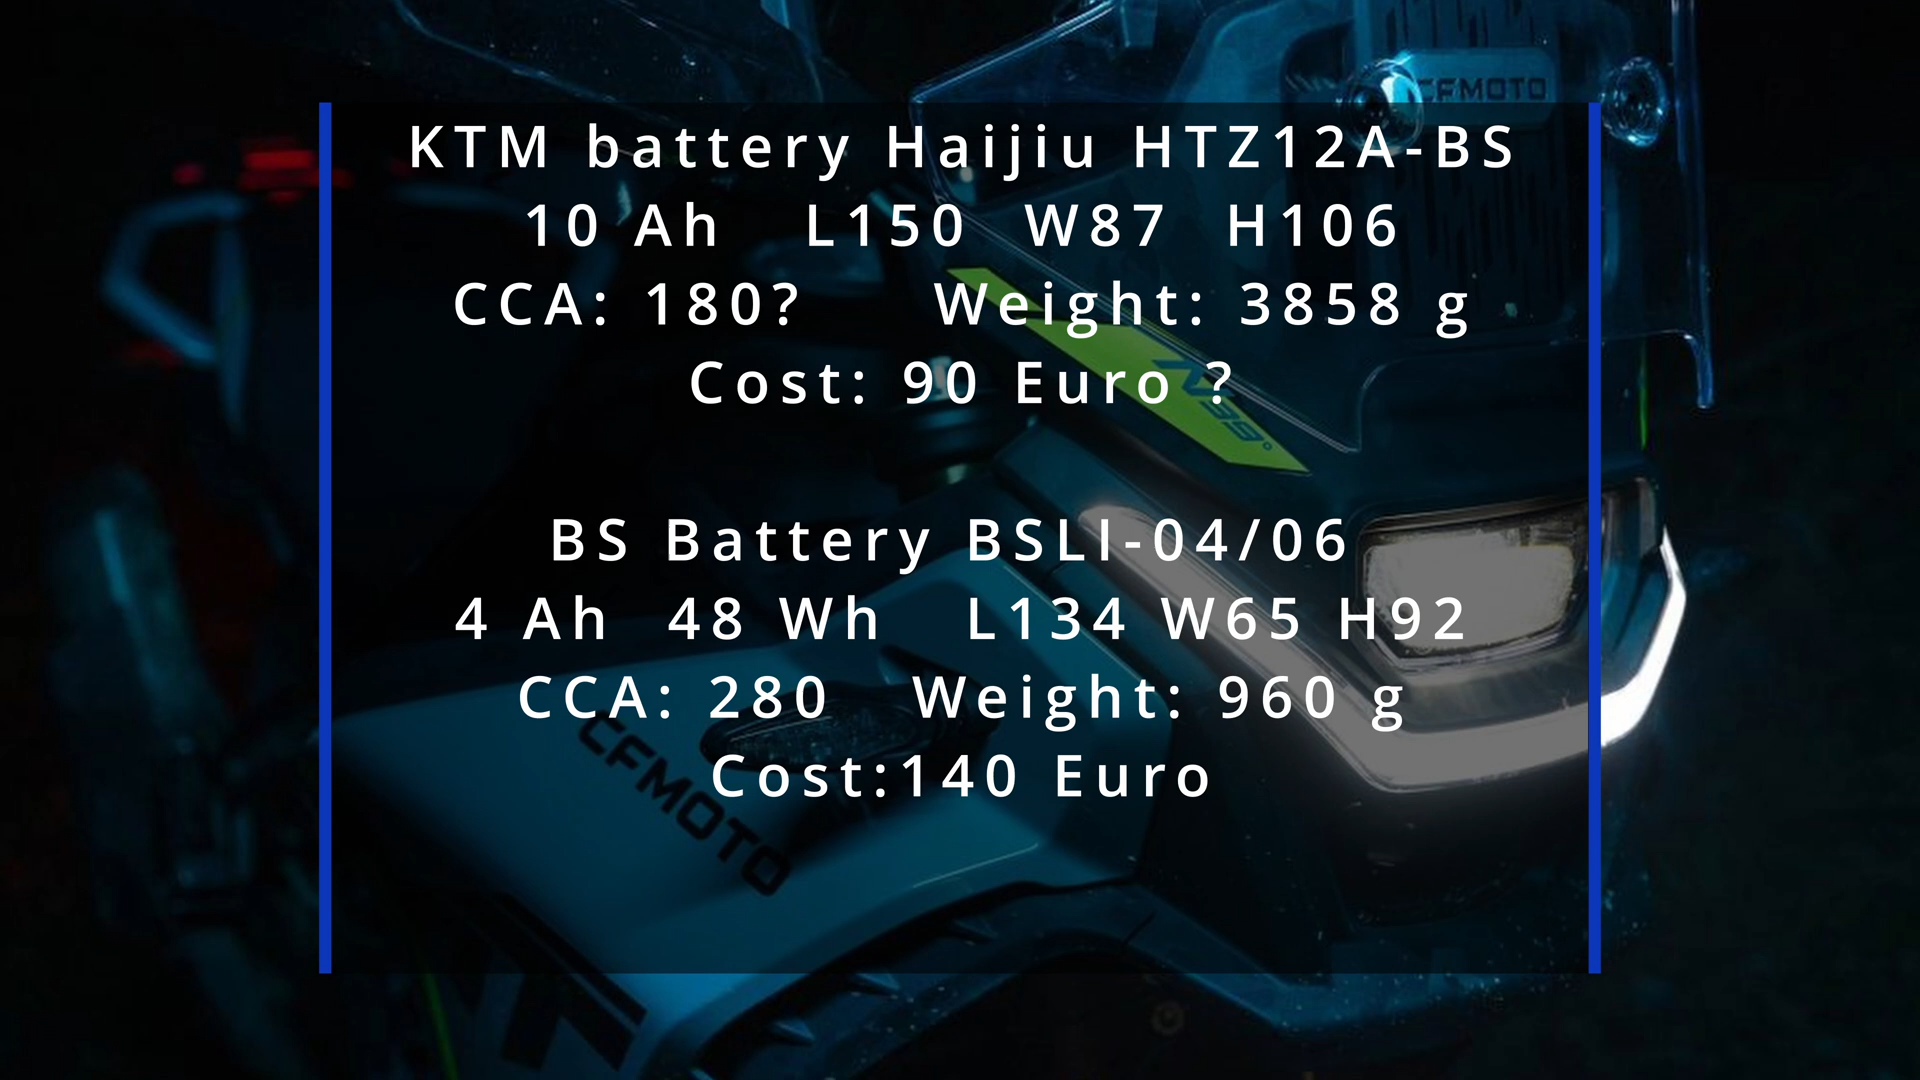 CFMOTO
KTM battery Haijiu HTZ12A-BS
10 Ah L150 W87 H106
CCA: 180? Weight: 3858 g
Cost: 90 Euro ?
BS Battery BSLI-04/06
4 Ah 48 Wh L134 W65 H92
CCA: 280 Weight: 960 g
Cost:140 Euro
CFMOTO